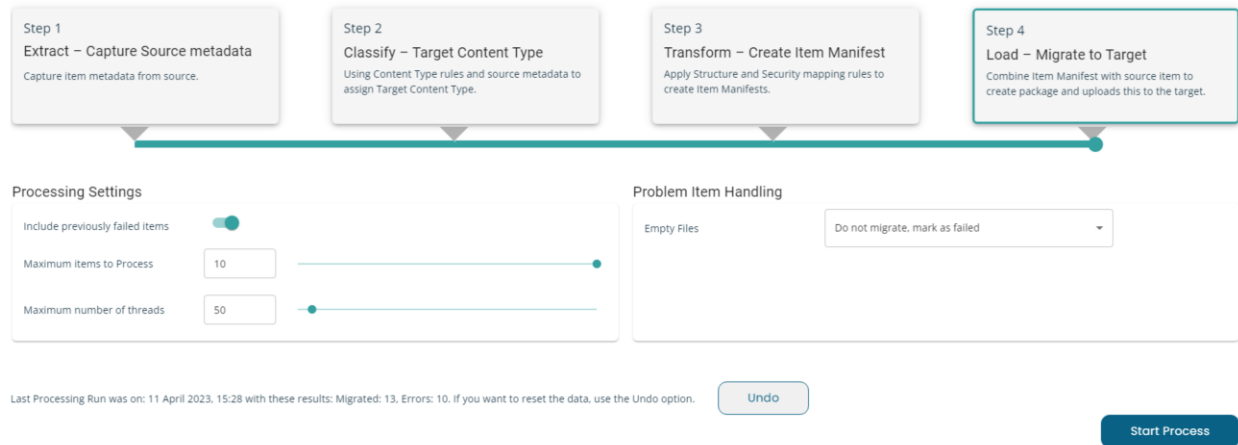 Step 1
Extract – Capture Source metadata
Capture item metadata from source.
Step 2
Classify – Target Content Type
Using Content Type rules and source metadata to
assign Target Content Type.
Step 3
Transform – Create Item Manifest
Apply Structure and Security mapping rules to
create Item Manifests.
Step 4
Load – Migrate to Target
Combine Item Manifest with source item to
create package and uploads this to the target.
Processing Settings
Include previously failed items
Maximum items to Process
10
Maximum number of threads
50
Problem Item Handling
Empty Files
Do not migrate, mark as failed
Last Processing Run was on: 11 April 2023, 15:28 with these results: Migrated: 13, Errors: 10. If you want to reset the data, use the Undo option.
Undo
Start Process